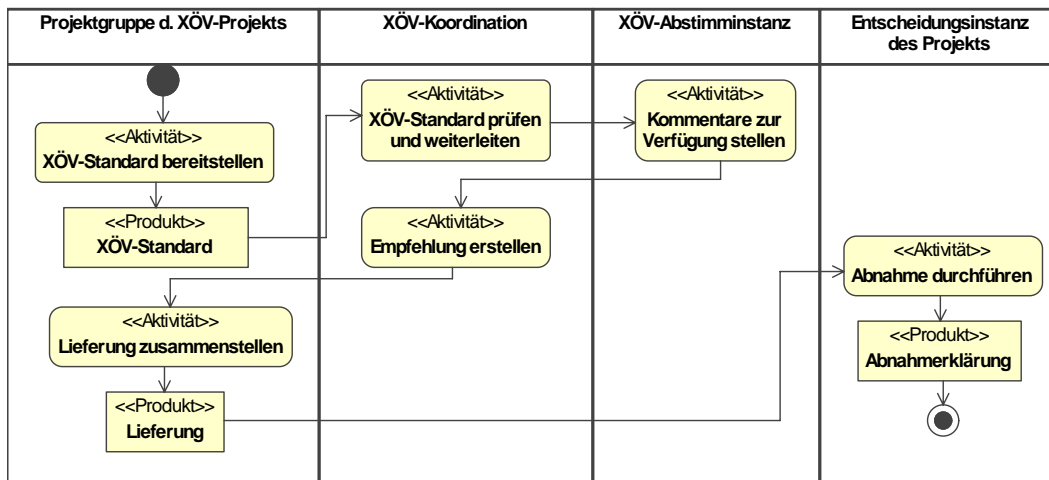 Projektgruppe d. XÖV-Projekts
XÖV-Koordination
XÖV-Abstimminstanz
Entscheidungsinstanz
des Projekts
<<Aktivität>>
XÖV-Standard bereitstellen
<<Produkt>>
XÖV-Standard
<<Aktivität>>
XÖV-Standard prüfen
und weiterleiten
<<Aktivität>>
Kommentare zur
Verfügung stellen
<<Aktivität>>
Empfehlung erstellen
<<Aktivität>>
Lieferung zusammenstellen
<<Produkt>>
Lieferung
<<Aktivität>>
Abnahme durchführen
<<Produkt>>
Abnahmerklärung